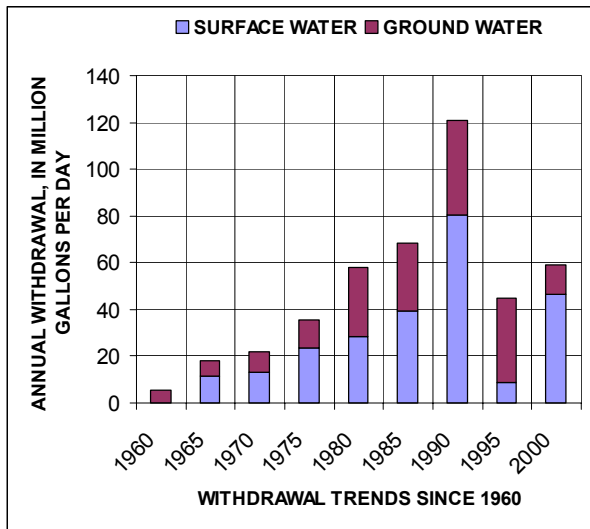 SURFACE WATER GROUND WATER
ANNUAL WITHDRAWAL, IN MILLION
GALLONS PER DAY
140
120
100
80
60
40
20
0
1960 1965 1970 1975 1980 1985 1990 1995 2000
WITHDRAWAL TRENDS SINCE 1960